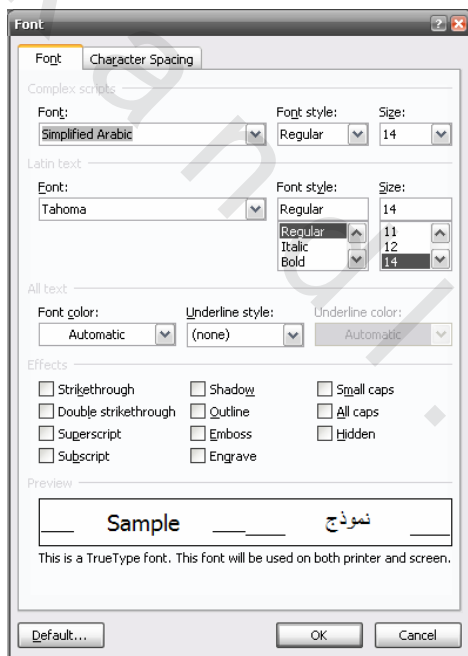 Font
Font Character Spacing
Complex scripts
Font: Font style: Size:
Simplified Arabic Regular 14
Latin text
Font: Font style: Size:
Tahoma Regular 14
Regular 11
Italic 12
Bold 14
All text
Font color: Underline style: Underline color:
Automatic (none) Automatic
Effects
Strikethrough Shadow Small caps
Double strikethrough Outline All caps
Superscript Emboss Hidden
Subscript Engrave
Preview
Sample نموذج
This is a TrueType font. This font will be used on both printer and screen.
Default... OK Cancel